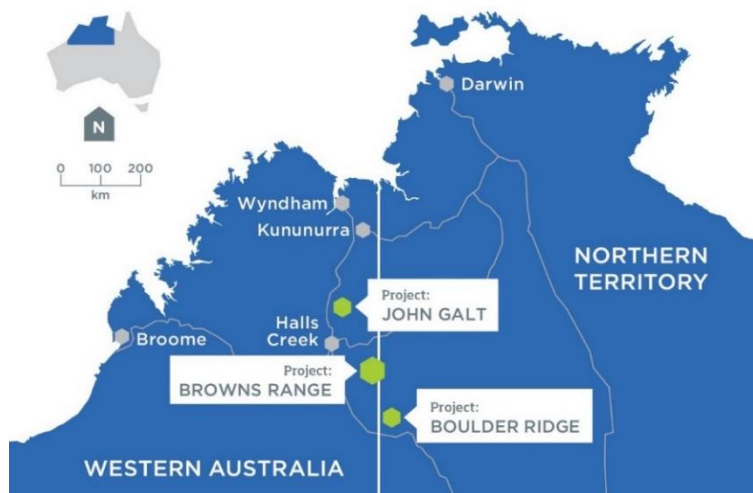 N
0 100 200
km
Darwin
Wyndham
Kununurra
NORTHERN
TERRITORY
Project:
JOHN GALT
Halls
Creek
Broome
Project:
BROWNS RANGE
Project:
BOULDER RIDGE
WESTERN AUSTRALIA